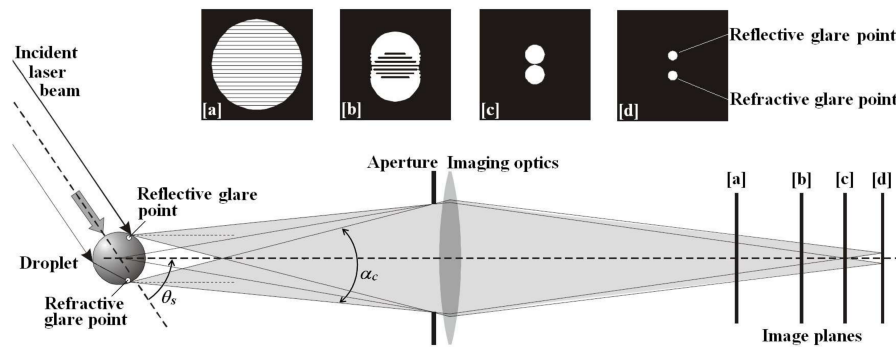 [a]
[b]
[c]
[d]
Reflective glare point
Refractive glare point
Incident
laser
beam
Aperture
Imaging optics
[a]
[b]
[c]
[d]
Reflective glare
point
Droplet
Refractive
glare point
θs
αc
Image planes